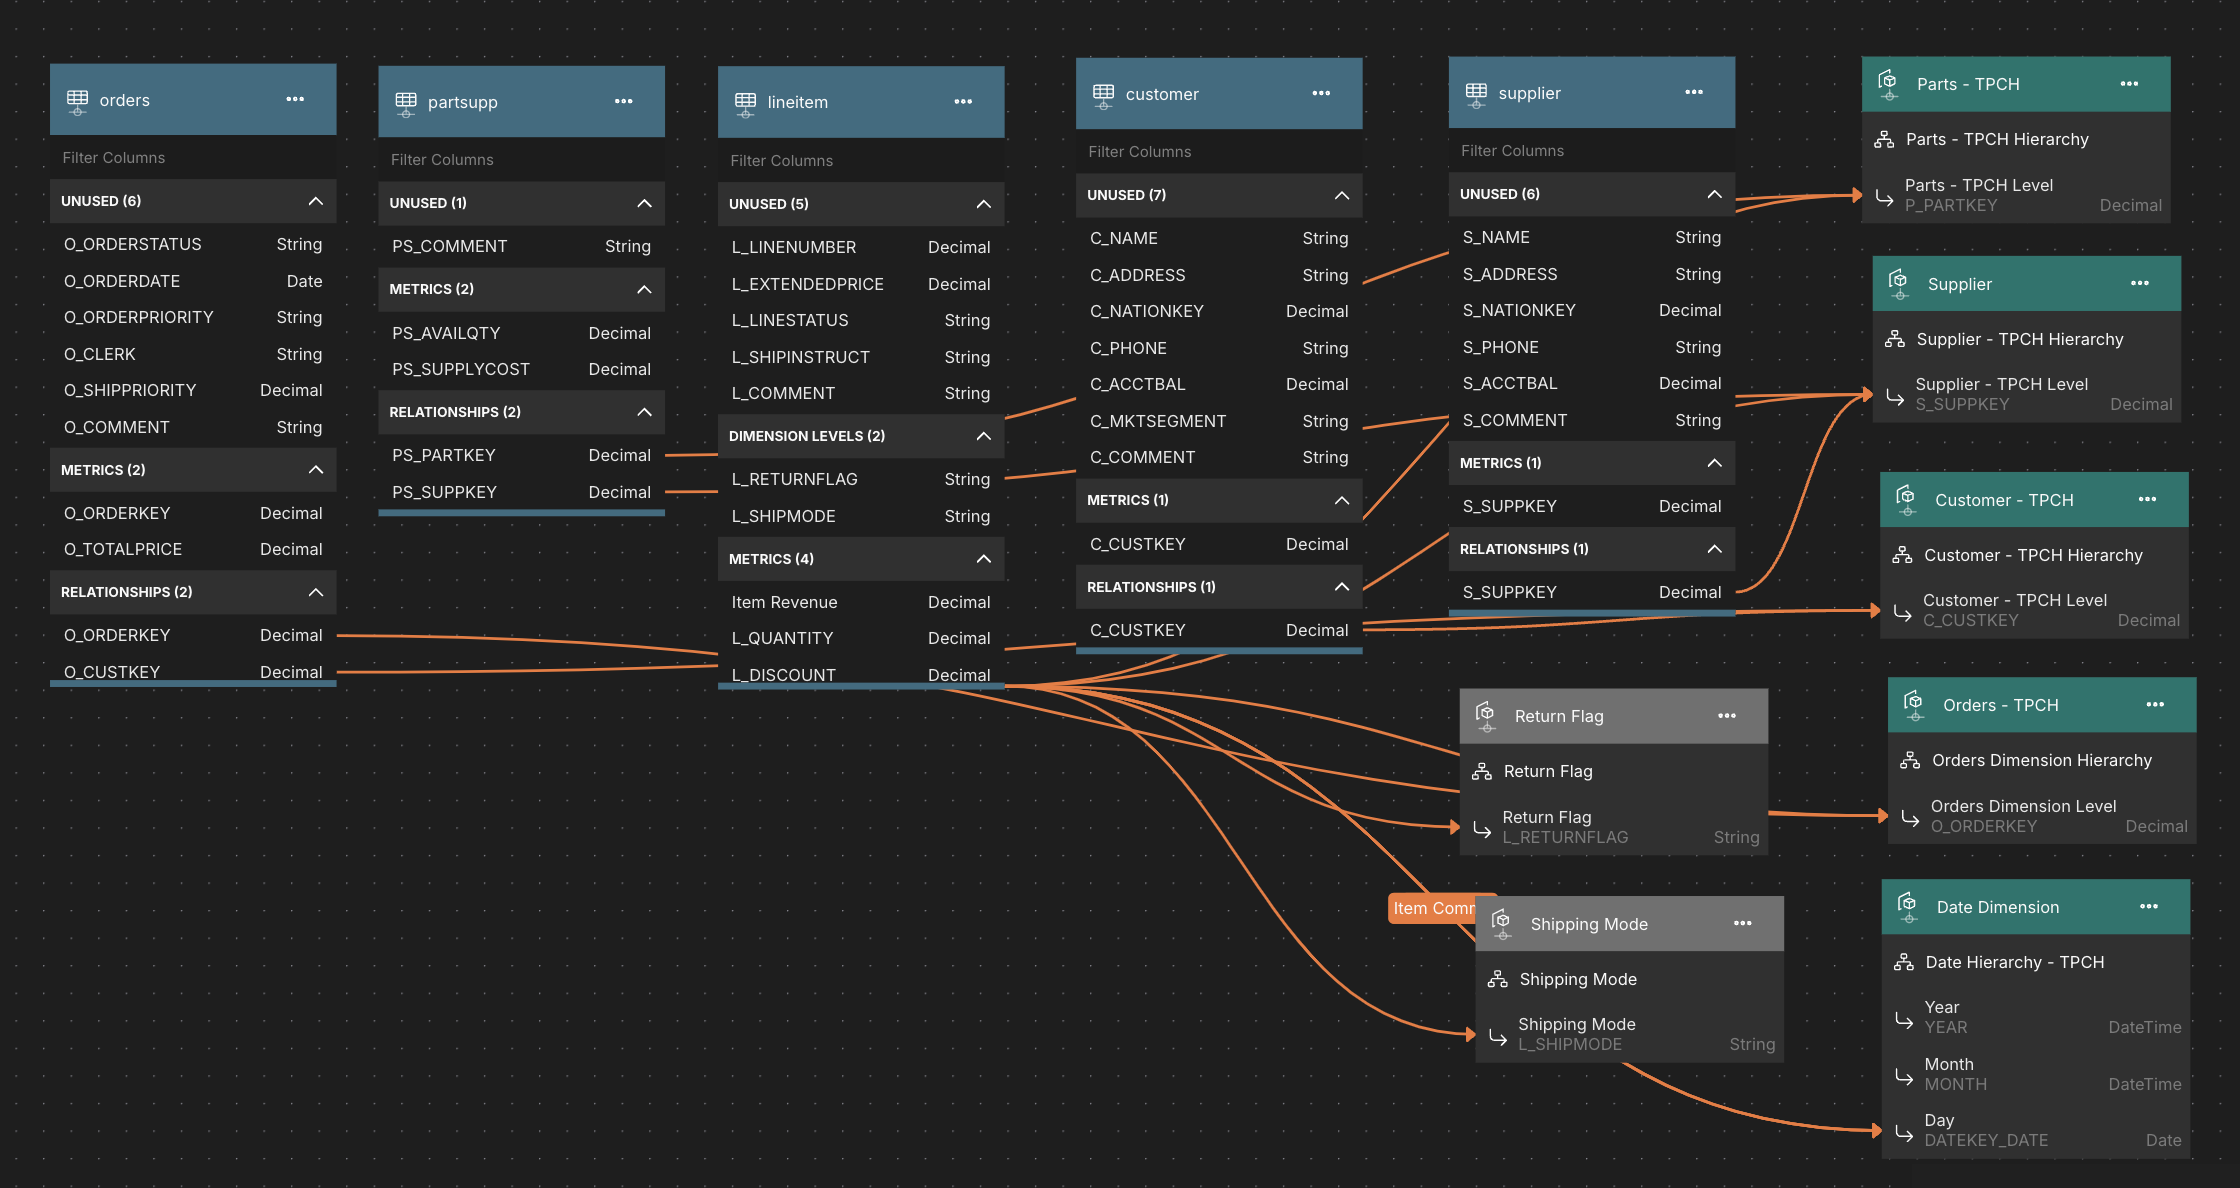 orders
Filter Columns
UNUSED (6)
O_ORDERSTATUS String
O_ORDERDATE Date
O_ORDERPRIORITY String
O_CLERK String
O_SHIPPRIORITY Decimal
O_COMMENT String
METRICS (2)
O_ORDERKEY Decimal
O_TOTALPRICE Decimal
RELATIONSHIPS (2)
O_ORDERKEY Decimal
O_CUSTKEY Decimal
partsupp
Filter Columns
UNUSED (1)
PS_COMMENT String
METRICS (2)
PS_AVAILQTY Decimal
PS_SUPPLYCOST Decimal
RELATIONSHIPS (2)
PS_PARTKEY Decimal
PS_SUPPKEY Decimal
lineitem
Filter Columns
UNUSED (5)
L_LINENUMBER Decimal
L_EXTENDEDPRICE Decimal
L_LINESTATUS String
L_SHIPINSTRUCT String
L_COMMENT String
DIMENSION LEVELS (2)
L_RETURNFLAG String
L_SHIPMODE String
METRICS (4)
Item Revenue Decimal
L_QUANTITY Decimal
L_DISCOUNT Decimal
customer
Filter Columns
UNUSED (7)
C_NAME String
C_ADDRESS String
C_NATIONKEY Decimal
C_PHONE String
C_ACCTBAL Decimal
C_MKTSEGMENT String
C_COMMENT String
METRICS (1)
C_CUSTKEY Decimal
RELATIONSHIPS (1)
C_CUSTKEY Decimal
supplier
Filter Columns
UNUSED (6)
S_NAME String
S_ADDRESS String
S_NATIONKEY Decimal
S_PHONE String
S_ACCTBAL Decimal
S_COMMENT String
METRICS (1)
S_SUPPKEY Decimal
RELATIONSHIPS (1)
S_SUPPKEY Decimal
Return Flag
Return Flag
Return Flag
L_RETURNFLAG String
Item
Shipping Mode
Shipping Mode
Shipping Mode
L_SHIPMODE String
Parts - TPCH
Parts - TPCH Hierarchy
Parts - TPCH Level
P_PARTKEY Decimal
Supplier
Supplier - TPCH Hierarchy
Supplier - TPCH Level
S_SUPPKEY Decimal
Customer - TPCH
Customer - TPCH Hierarchy
Customer - TPCH Level
C_CUSTKEY Decimal
Orders - TPCH
Orders Dimension Hierarchy
Orders Dimension Level
O_ORDERKEY Decimal
Date Dimension
Date Hierarchy - TPCH
Year
YEAR DateTime
Month
MONTH DateTime
Day
DATEKEY_DATE Date